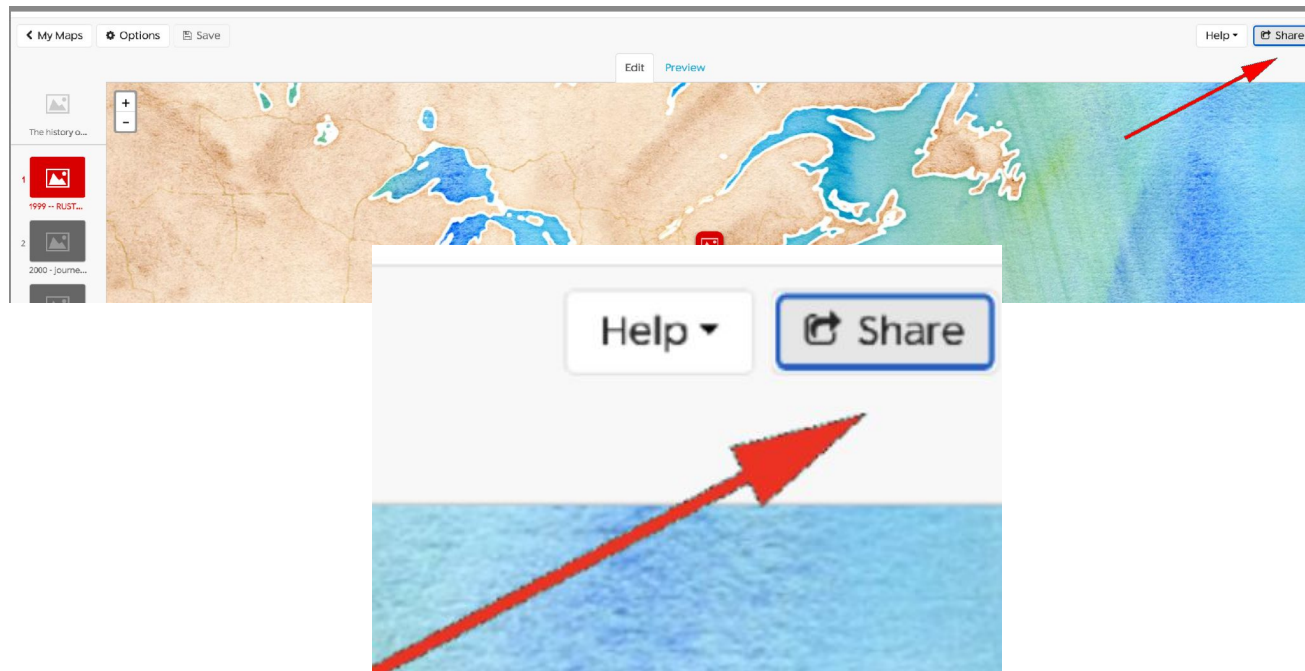 My Maps Options Save Help Share
Edit Preview
+
-
The history o...
1
1999 -- RUST...
2
2000 - Journe...
Help Share